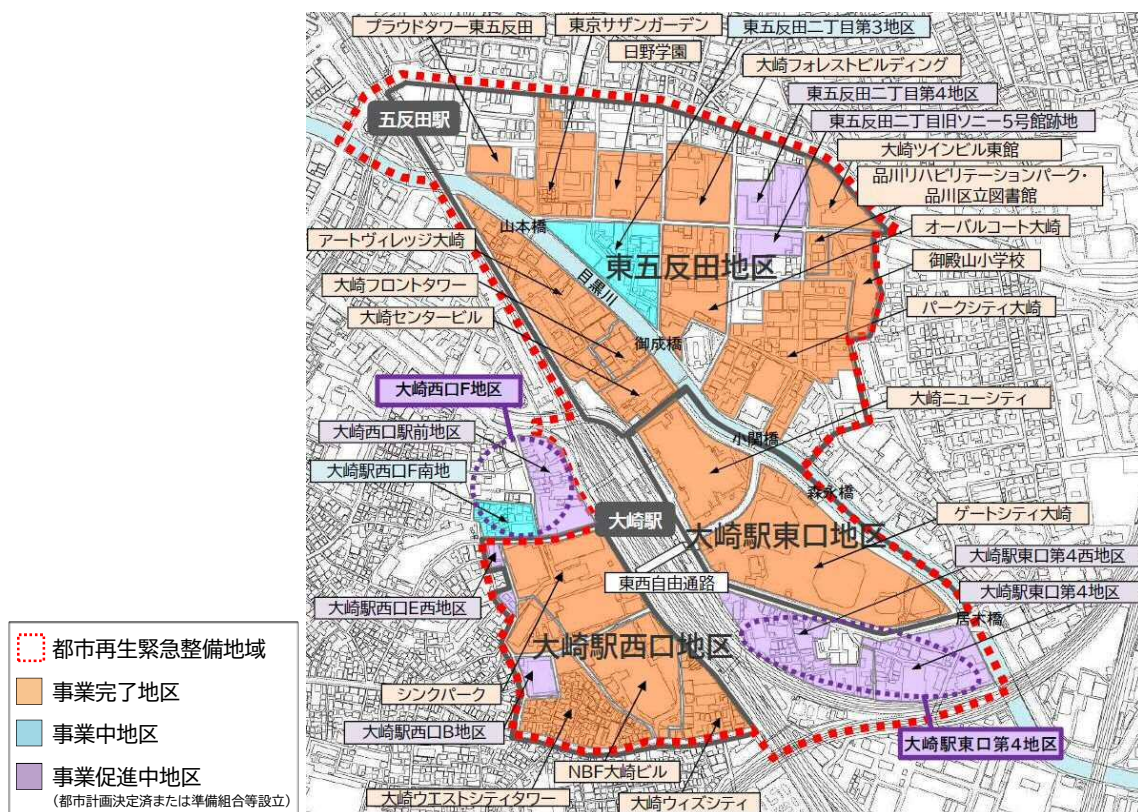 プラウドタワー東五反田
東京サザンガーデン
東五反田二丁目第3地区
日野学園
大崎フォレストビルディング
東五反田二丁目第4地区
五反田駅
東五反田二丁目旧ソニー5号館跡地
大崎ツインビル東館
品川リハビリテーションパーク・
品川区立図書館
山本橋
オーバルコート大崎
アートヴィレッジ大崎
東五反田地区
御殿山小学校
目黒川
大崎フロントタワー
パークシティ大崎
大崎センタービル
御成橋
大崎西口F地区
大崎ニューシティ
大崎西口駅前地区
小関橋
大崎駅西口F南地
森永橋
大崎駅
ゲートシティ大崎
大崎駅東口地区
大崎駅東口第4西地区
東西自由通路
大崎駅東口第4地区
大崎駅西口E西地区
居木橋
大崎駅西口地区
シンクパーク
大崎駅西口B地区
大崎駅東口第4地区
NBF大崎ビル
大崎ウエストシティタワー
大崎ウィズシティ
都市再生緊急整備地域
事業完了地区
事業中地区
事業促進中地区
(都市計画決定済または準備組合等設立)